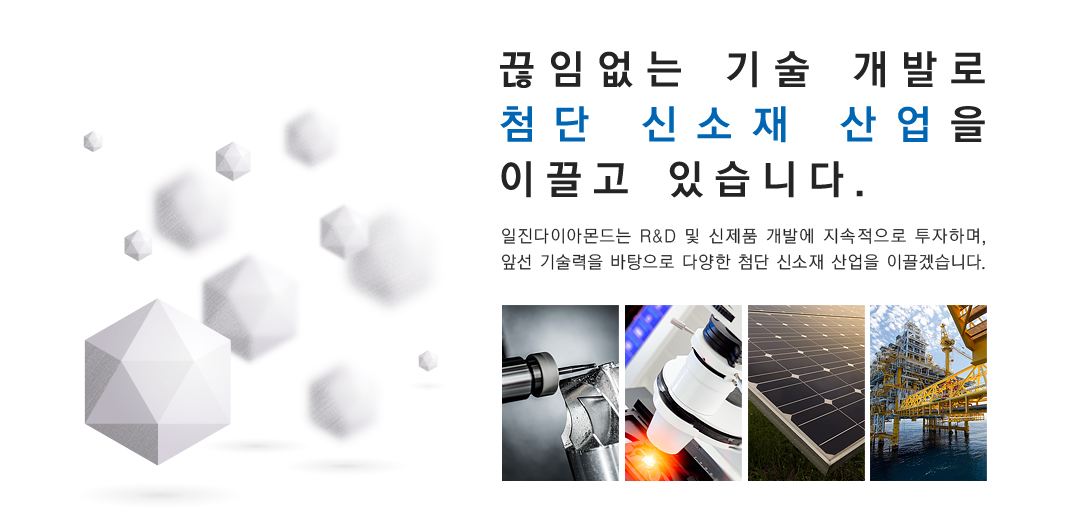 끊임없는 기술 개발로
첨단 신소재 산업을
이끌고 있습니다.
일진다이아몬드는 R&D 및 신제품 개발에 지속적으로 투자하며,
앞선 기술력을 바탕으로 다양한 첨단 신소재 산업을 이끌겠습니다.